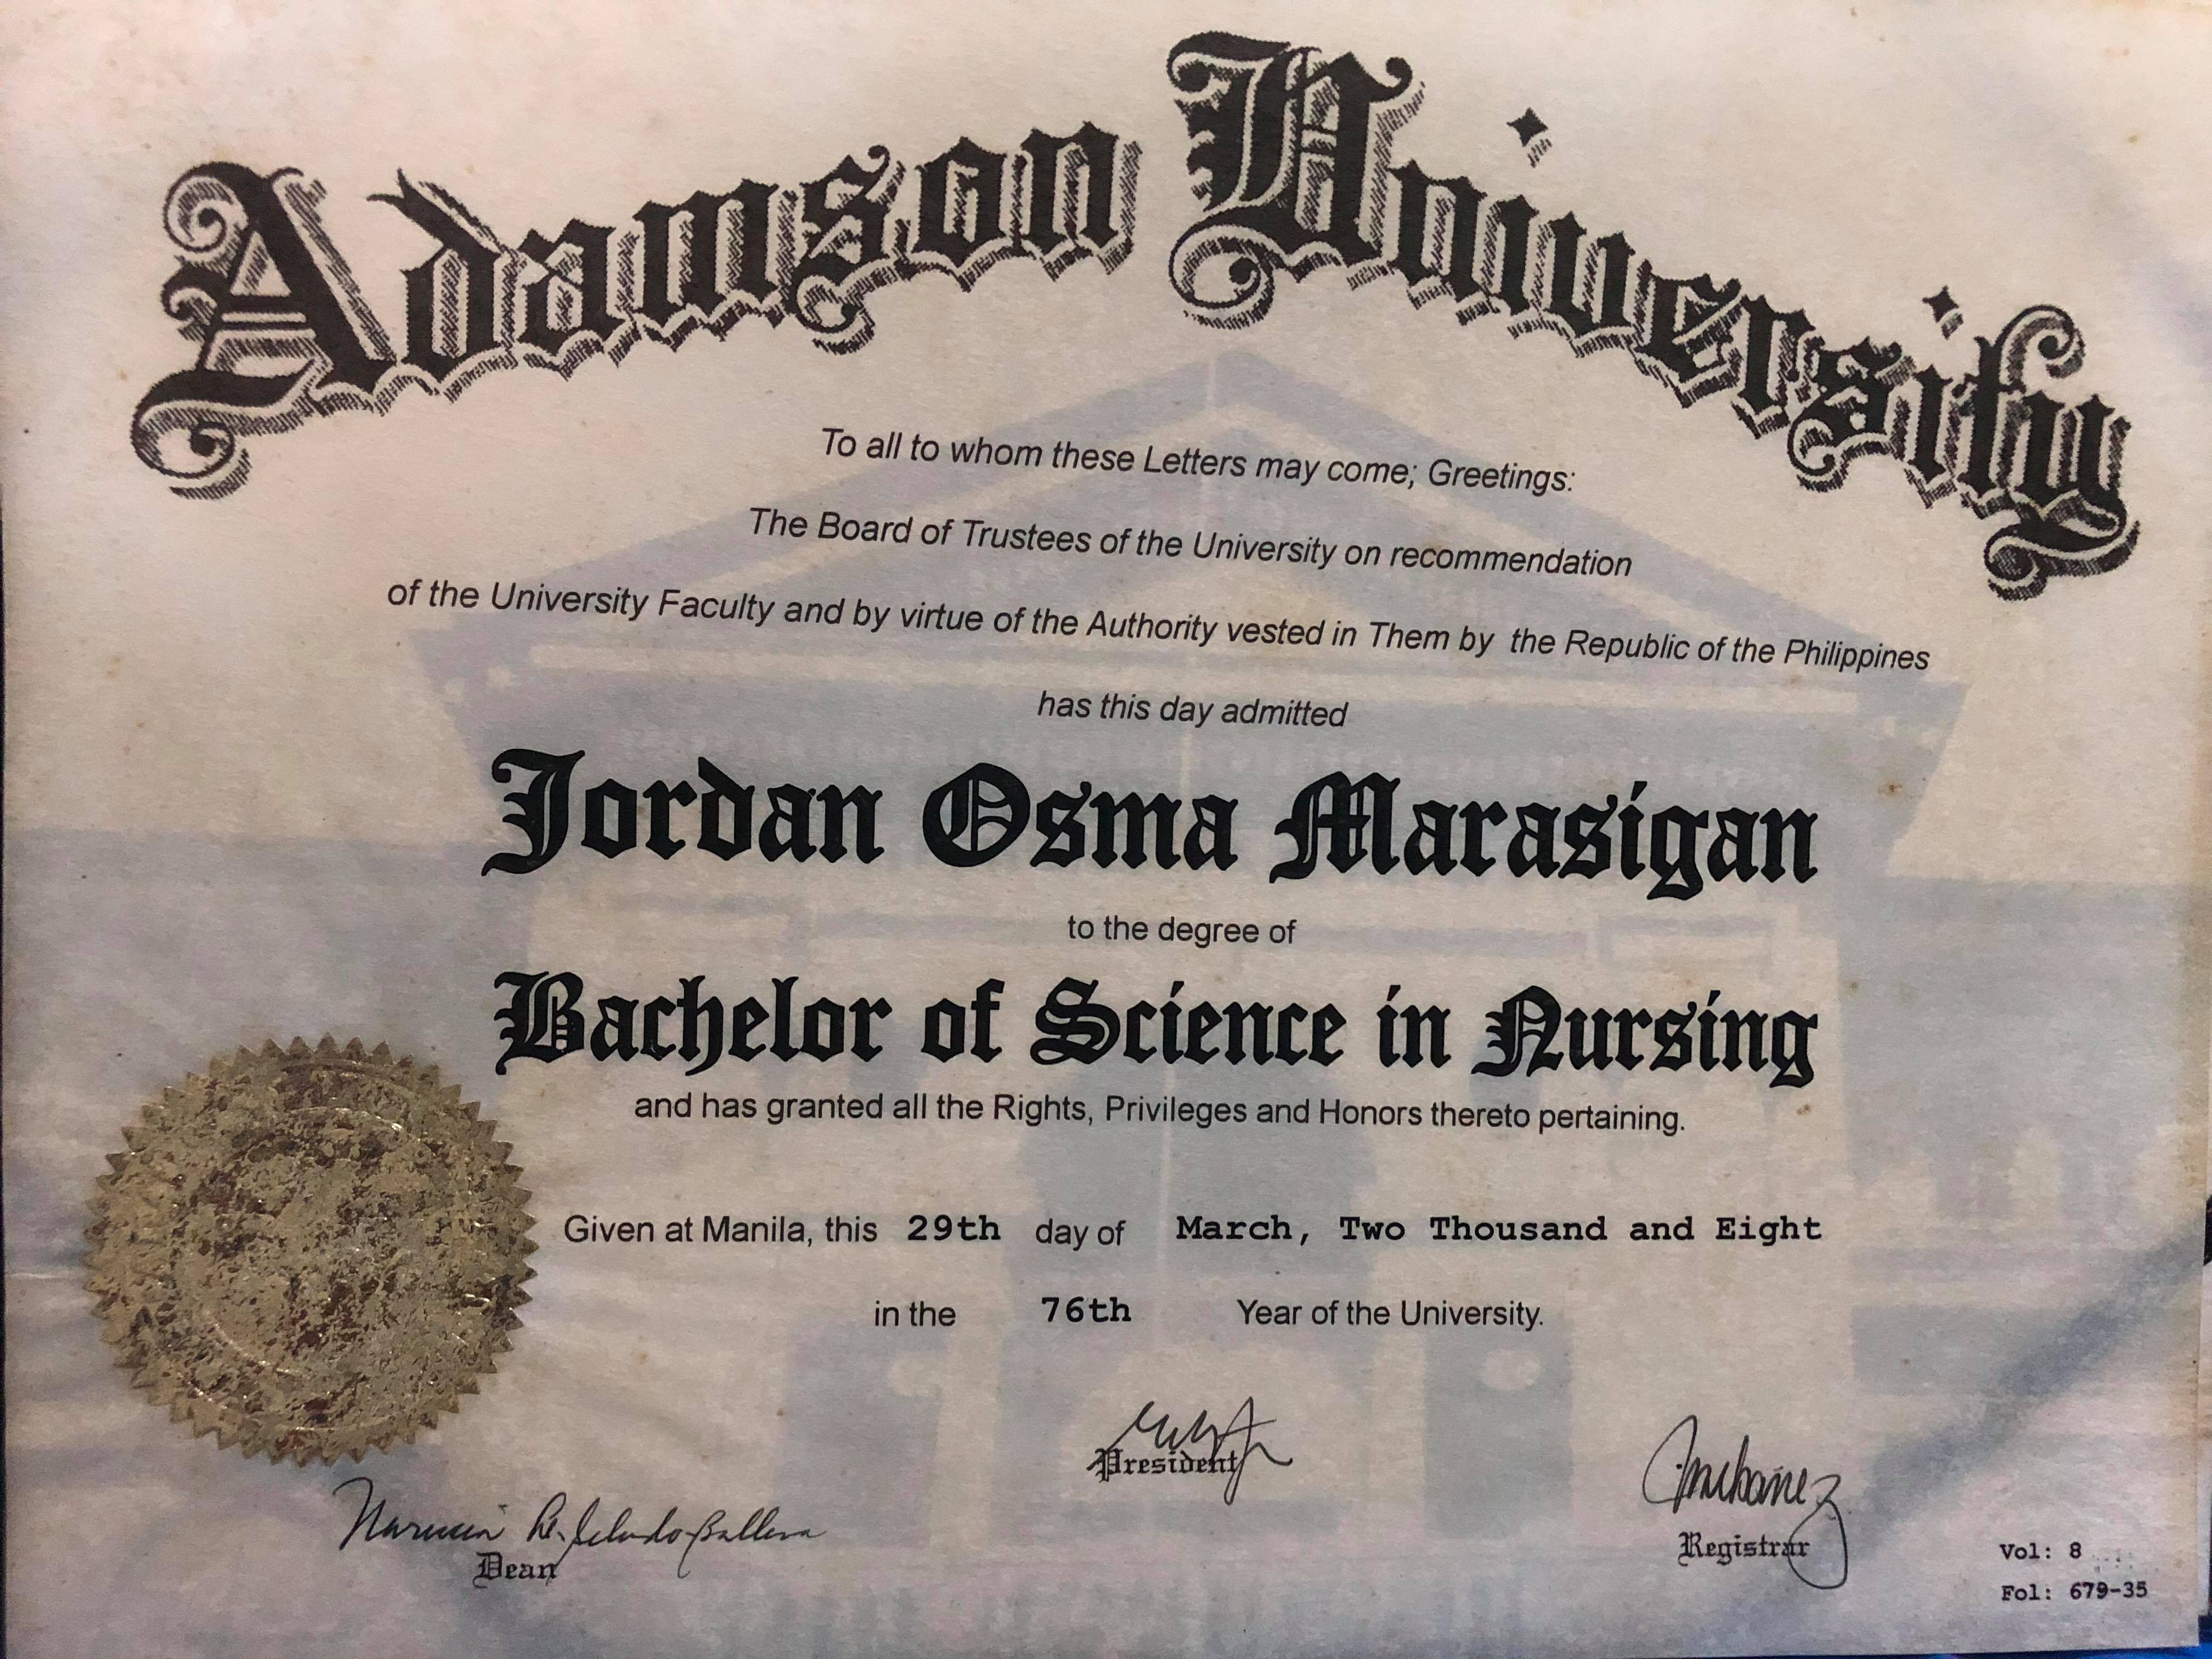 Adamson University
To all to whom these Letters may come; Greetings:
The Board of Trustees of the University on recommendation
of the University Faculty and by virtue of the Authority vested in Them by the Republic of the Philippines
has this day admitted
Jordan Osma Marasigan
to the degree of
Bachelor of Science in Nursing
and has granted all the Rights, Privileges and Honors thereto pertaining.
Given at Manila, this 29th day of March, Two Thousand and Eight
in the 76th Year of the University.
President
Dean
Registrar
Vol: 8
Fol: 679-35